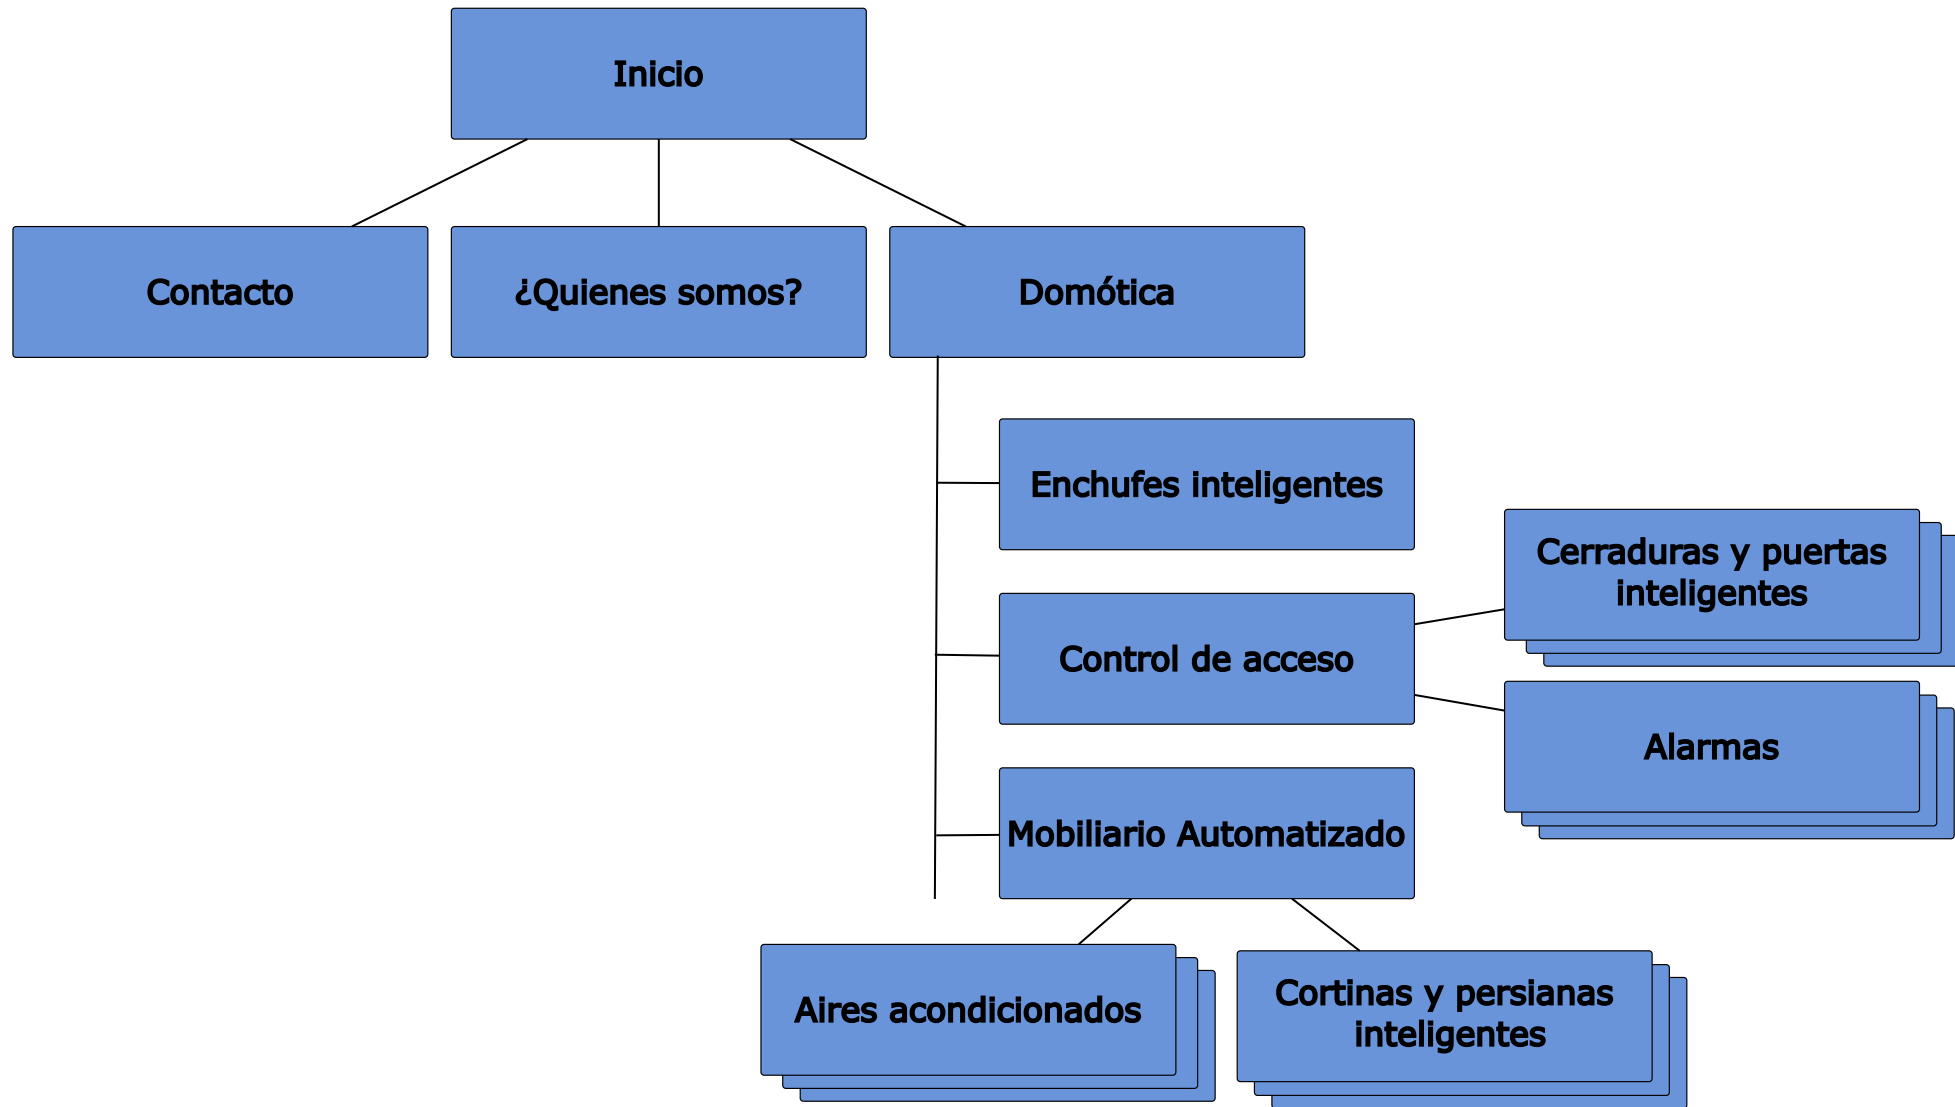 Inicio
Contacto
¿Quienes somos?
Domótica
Enchufes inteligentes
Cerraduras y puertas
inteligentes
Control de acceso
Alarmas
Mobiliario Automatizado
Aires acondicionados
Cortinas y persianas
inteligentes